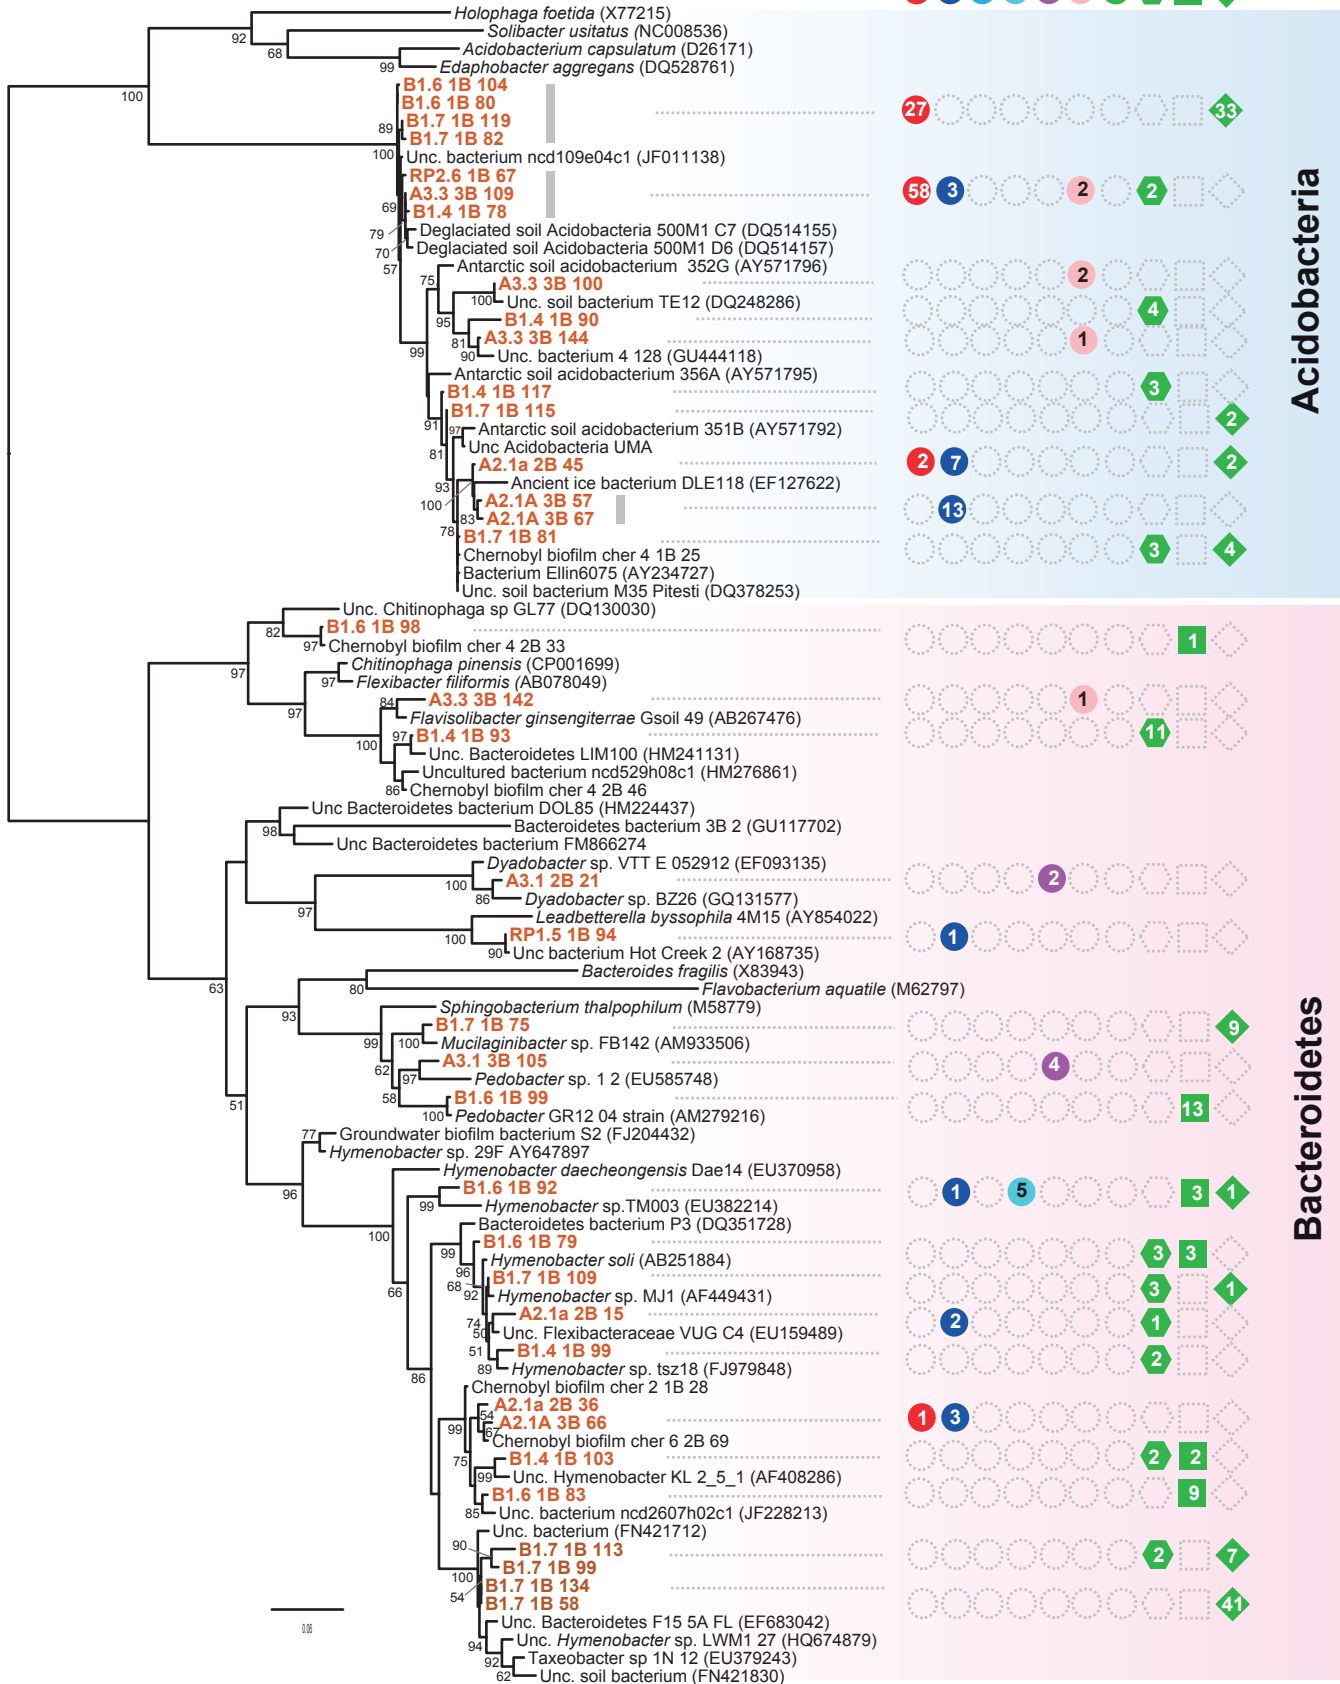 Holophaga foetida (X77215)
Solibacter usitatus (NC008536)
92
68
Acidobacterium capsulatum (D26171)
99
Edaphobacter aggregans (DQ528761)
100
B1.6 1B 104
B1.6 1B 80
27
33
B1.7 1B 119
89
B1.7 1B 82
100
Unc. bacterium ncd109e04c1 (JF011138)
RP2.6 1B 67
A3.3 3B 109
58
3
2
2
69
B1.4 1B 78
79
Deglaciated soil Acidobacteria 500M1 C7 (DQ514155)
70
Deglaciated soil Acidobacteria 500M1 D6 (DQ514157)
57
Antarctic soil acidobacterium 352G (AY571796)
75
A3.3 3B 100
2
100
Unc. soil bacterium TE12 (DQ248286)
95
B1.4 1B 90
4
81
A3.3 3B 144
1
99
90
Unc. bacterium 4 128 (GU444118)
Antarctic soil acidobacterium 356A (AY571795)
B1.4 1B 117
3
B1.7 1B 115
2
91
97
Antarctic soil acidobacterium 351B (AY571792)
81
Unc Acidobacteria UMA
A2.1a 2B 45
2
7
2
93
Ancient ice bacterium DLE118 (EF127622)
100
A2.1A 3B 57
13
83
A2.1A 3B 67
78
B1.7 1B 81
3
4
Chernobyl biofilm cher 4 1B 25
Bacterium Ellin6075 (AY234727)
Unc. soil bacterium M35 Pitesti (DQ378253)
Acidobacteria
Unc. Chitinophaga sp GL77 (DQ130030)
82
B1.6 1B 98
1
97
Chernobyl biofilm cher 4 2B 33
97
Chitinophaga pinensis (CP001699)
97
Flexibacter filiformis (AB078049)
97
84
A3.3 3B 142
1
Flavisolibacter ginsengiterrae Gsoil 49 (AB267476)
100
97
B1.4 1B 93
11
Unc. Bacteroidetes LIM100 (HM241131)
Uncultured bacterium ncd529h08c1 (HM276861)
86
Chernobyl biofilm cher 4 2B 46
Unc Bacteroidetes bacterium DOL85 (HM224437)
98
Bacteroidetes bacterium 3B 2 (GU117702)
Unc Bacteroidetes bacterium FM866274
Dyadobacter sp. VTT E 052912 (EF093135)
100
A3.1 2B 21
2
86
Dyadobacter sp. BZ26 (GQ131577)
97
Leadbetterella byssophila 4M15 (AY854022)
100
RP1.5 1B 94
1
90
Unc bacterium Hot Creek 2 (AY168735)
63
Bacteroides fragilis (X83943)
80
Flavobacterium aquatile (M62797)
93
Sphingobacterium thalpophilum (M58779)
B1.7 1B 75
9
99
100
Mucilaginibacter sp. FB142 (AM933506)
62
A3.1 3B 105
4
97
Pedobacter sp. 1 2 (EU585748)
58
B1.6 1B 99
13
51
100
Pedobacter GR12 04 strain (AM279216)
77
Groundwater biofilm bacterium S2 (FJ204432)
Hymenobacter sp. 29F AY647897
Hymenobacter daecheongensis Dae14 (EU370958)
96
B1.6 1B 92
1
5
3
1
99
Hymenobacter sp.TM003 (EU382214)
100
Bacteroidetes bacterium P3 (DQ351728)
B1.6 1B 79
3
3
99
Hymenobacter soli (AB251884)
96
B1.7 1B 109
3
1
68
66
92
Hymenobacter sp. MJ1 (AF449431)
A2.1a 2B 15
2
1
74
50
Unc. Flexibacteraceae VUG C4 (EU159489)
51
B1.4 1B 99
2
86
89
Hymenobacter sp. tsz18 (FJ979848)
Chernobyl biofilm cher 2 1B 28
A2.1a 2B 36
54
1
3
99
A2.1A 3B 66
67
Chernobyl biofilm cher 6 2B 69
75
B1.4 1B 103
2
2
99
Unc. Hymenobacter KL 2_5_1 (AF408286)
B1.6 1B 83
9
85
Unc. bacterium ncd2607h02c1 (JF228213)
Unc. bacterium (FN421712)
90
B1.7 1B 113
2
7
100
B1.7 1B 99
B1.7 1B 134
54
B1.7 1B 58
41
Unc. Bacteroidetes F15 5A FL (EF683042)
94
Unc. Hymenobacter sp. LWM1 27 (HQ674879)
92
Taxeobacter sp 1N 12 (EU379243)
62
Unc. soil bacterium (FN421830)
Bacteroidetes
0.06